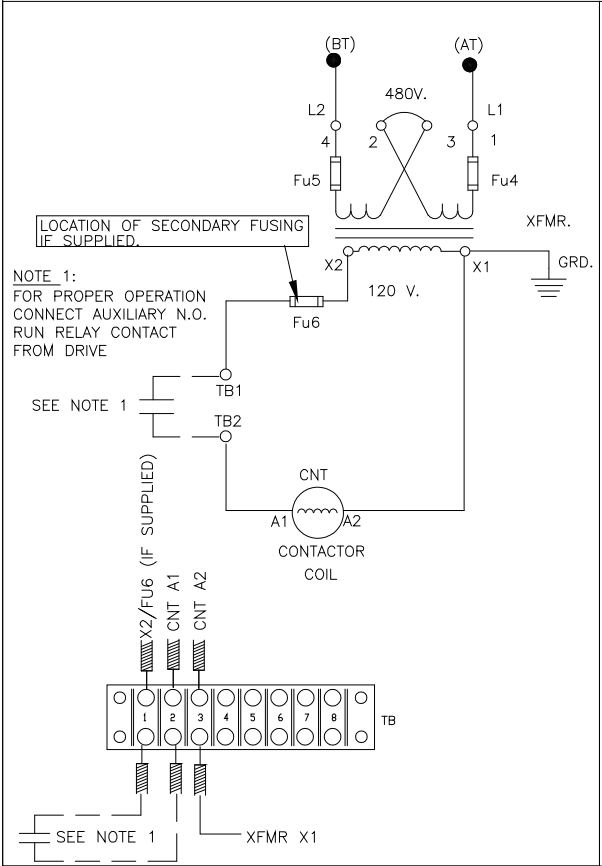 (BT)
(AT)
480V.
L2
L1
4
2
3
1
Fu5
Fu4
XFMR.
LOCATION OF SECONDARY FUSING
IF SUPPLIED.
X2
X1
GRD.
120 V.
NOTE 1:
FOR PROPER OPERATION
CONNECT AUXILIARY N.O.
RUN RELAY CONTACT
FROM DRIVE
Fu6
TB1
SEE NOTE 1
TB2
CNT
A1
A2
CONTACTOR
COIL
X2/FU6 (IF SUPPLIED)
CNT A1
CNT A2
1
2
3
4
5
6
7
8
TB
SEE NOTE 1
XFMR X1